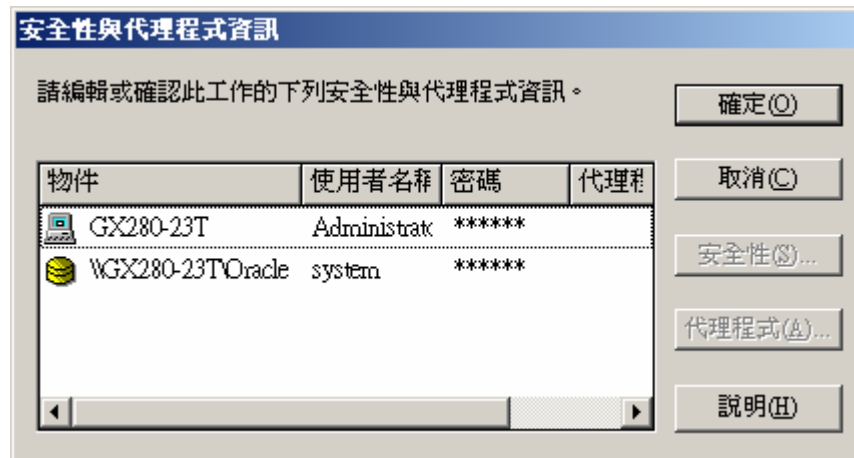 安全性與代理程式資訊
請編輯或確認此工作的下列安全性與代理程式資訊。
確定(O)
物件 使用者名稱 密碼 代理程
取消(C)
GX280-23T Administrato ******
安全性(S)...
\\GX280-23T\Oracle system ******
代理程式(A)...
說明(H)